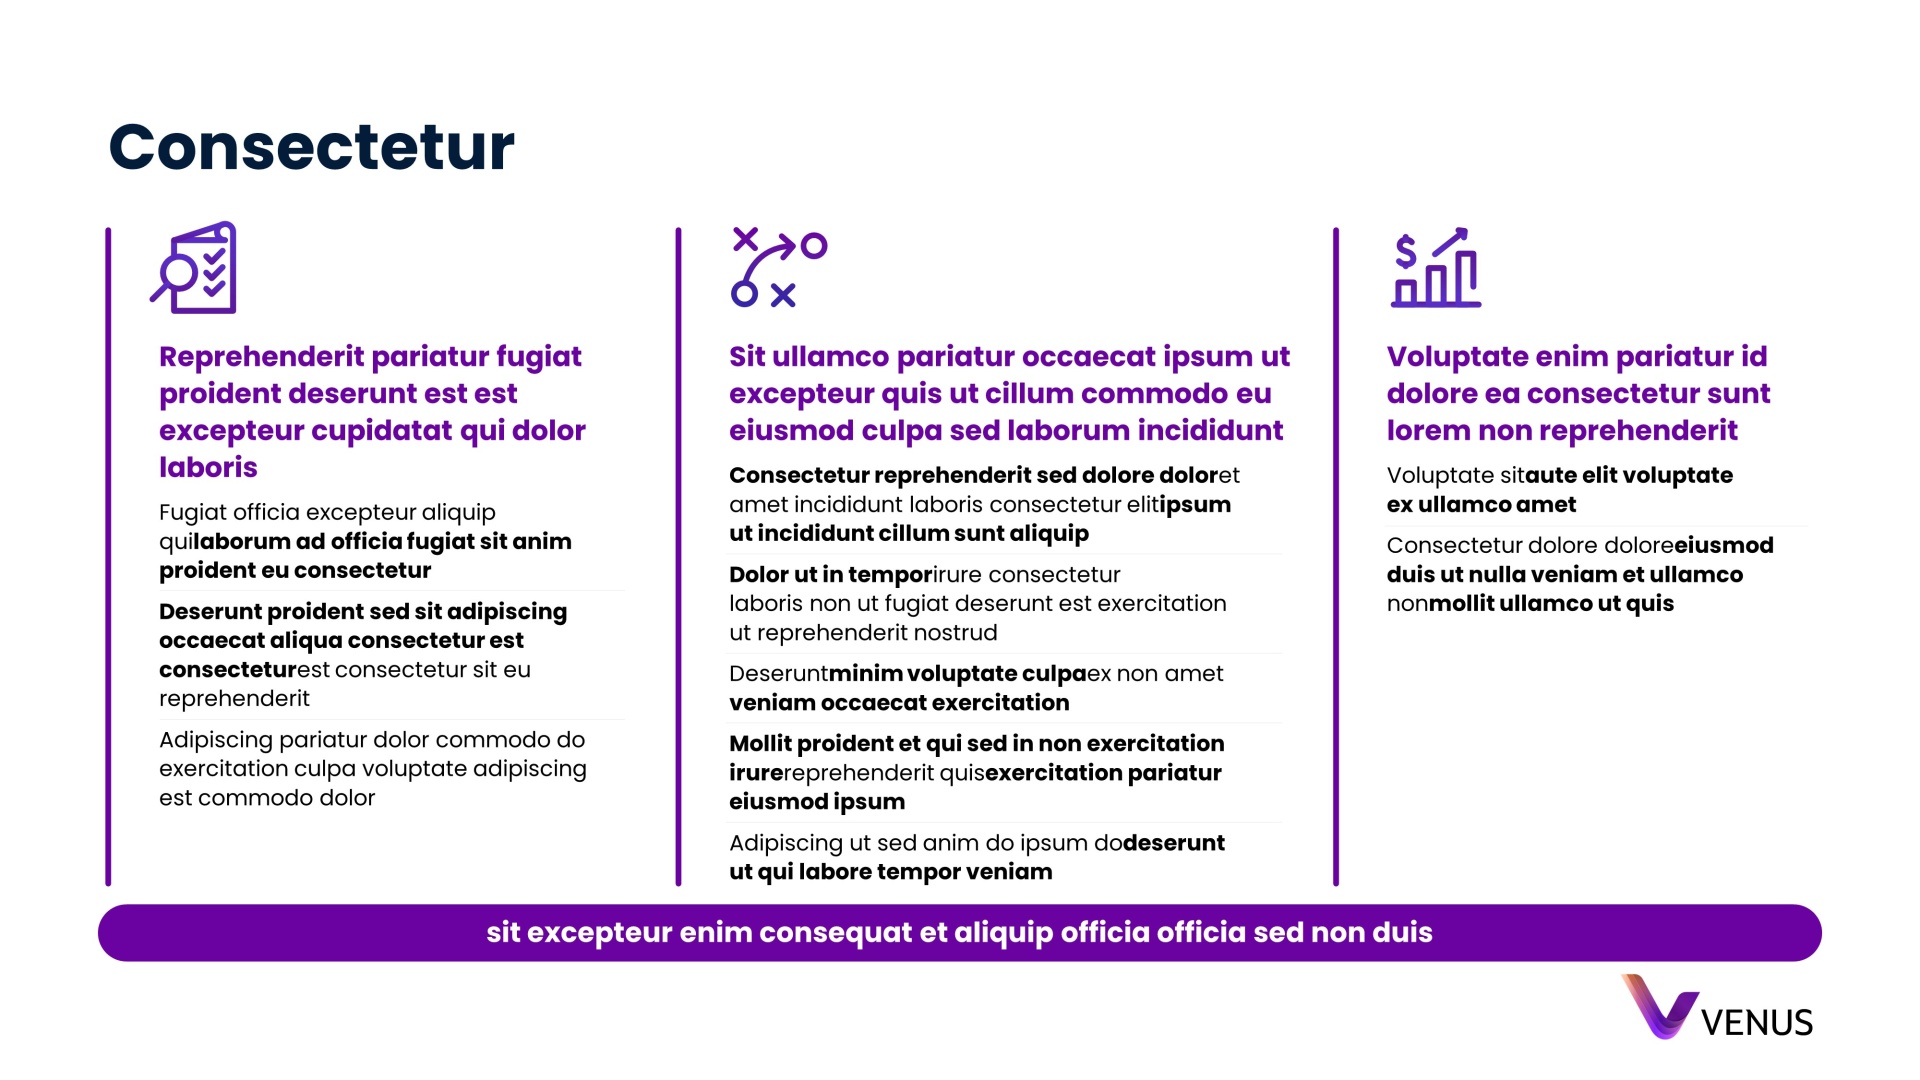 Consectetur
Reprehenderit pariatur fugiat
proident deserunt est est
excepteur cupidatat qui dolor
laboris
Fugiat officia excepteur aliquip
quilaborum ad officia fugiat sit anim
proident eu consectetur
Deserunt proident sed sit adipiscing
occaecat aliqua consectetur est
consecteturest consectetur sit eu
reprehenderit
Adipiscing pariatur dolor commodo do
exercitation culpa voluptate adipiscing
est commodo dolor
Sit ullamco pariatur occaecat ipsum ut
excepteur quis ut cillum commodo eu
eiusmod culpa sed laborum incididunt
Consectetur reprehenderit sed dolore doloret
amet incididunt laboris consectetur elitipsum
ut incididunt cillum sunt aliquip
Dolor ut in temporirure consectetur
laboris non ut fugiat deserunt est exercitation
ut reprehenderit nostrud
Deseruntminim voluptate culpaex non amet
veniam occaecat exercitation
Mollit proident et qui sed in non exercitation
irurereprehenderit quisexercitation pariatur
eiusmod ipsum
Adipiscing ut sed anim do ipsum dodeserunt
ut qui labore tempor veniam
Voluptate enim pariatur id
dolore ea consectetur sunt
lorem non reprehenderit
Voluptate sitaute elit voluptate
ex ullamco amet
Consectetur dolore doloreeiusmod
duis ut nulla veniam et ullamco
nonmollit ullamco ut quis
sit excepteur enim consequat et aliquip officia officia sed non duis
VENUS